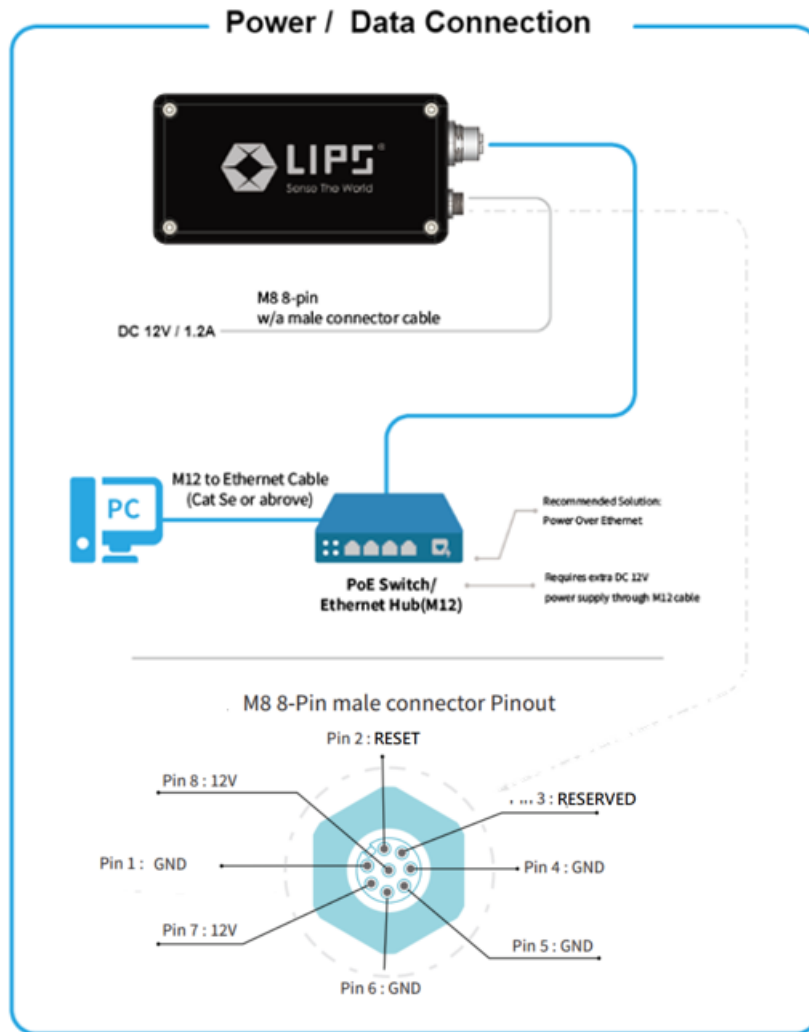 Power / Data Connection
LIPS®
Sense The World
M8 8-pin
w/a male connector cable
DC 12V / 1.2A
M12 to Ethernet Cable
(Cat Se or abrove)
PC
Recommended Solution:
Power Over Ethernet
PoE Switch/
Ethernet Hub(M12)
Requires extra DC 12V
power supply through M12 cable
M8 8-Pin male connector Pinout
Pin 2 : RESET
Pin 8 : 12V
3 : RESERVED
Pin 1 : GND
Pin 4 : GND
Pin 7 : 12V
Pin 5 : GND
Pin 6 : GND